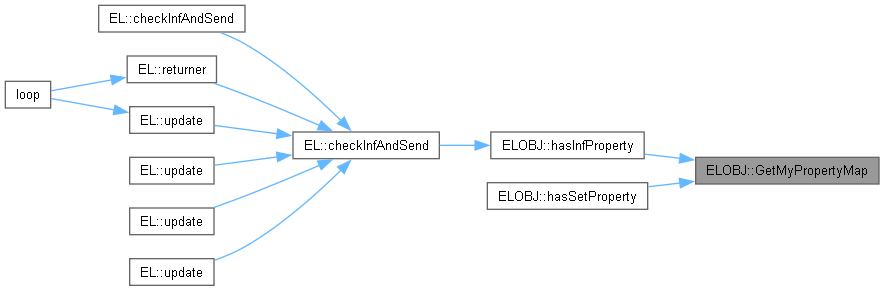 EL::checkInfAndSend
EL::returner
loop
EL::update
EL::checkInfAndSend
ELOBJ::hasInfProperty
EL::update
ELOBJ::GetMyPropertyMap
ELOBJ::hasSetProperty
EL::update
EL::update